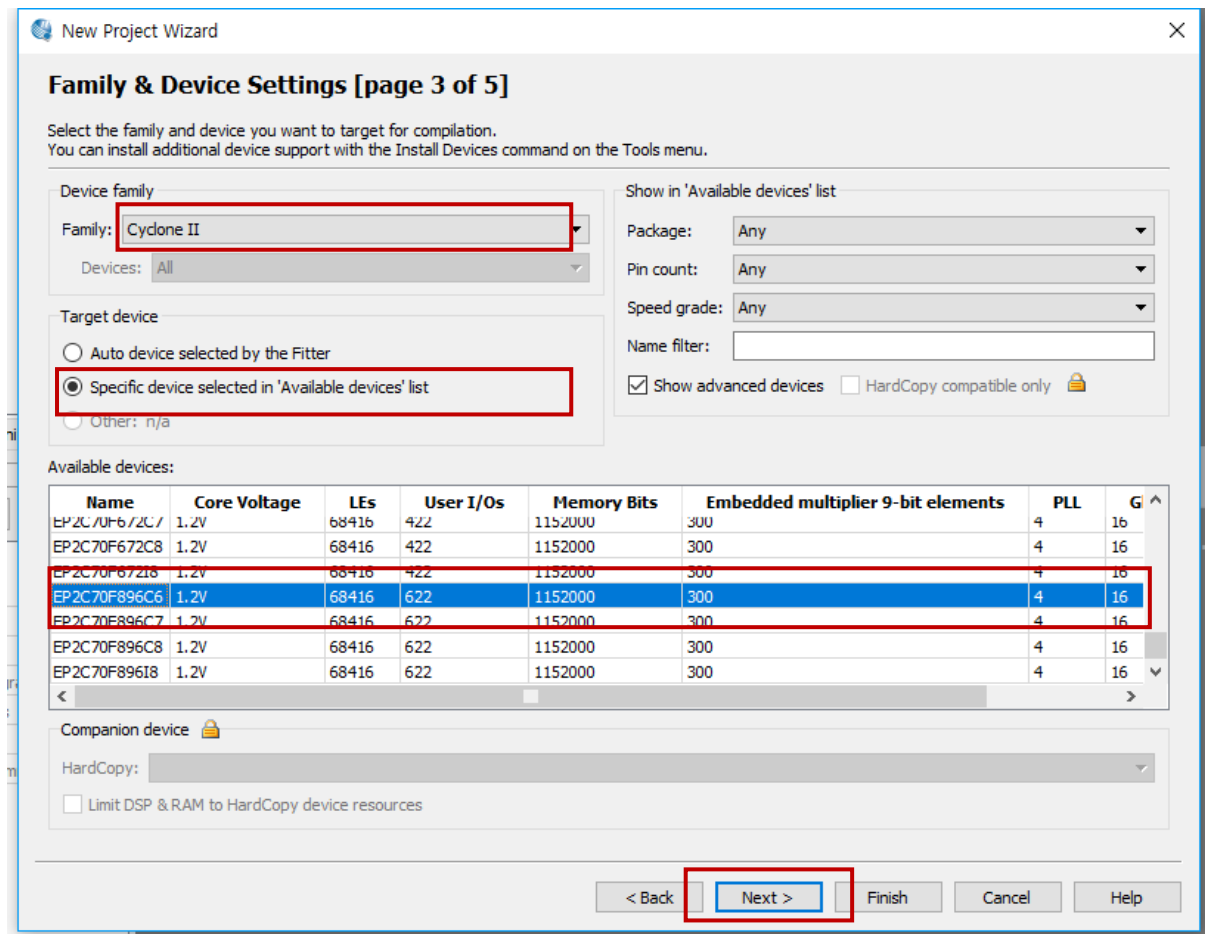 New Project Wizard
Family & Device Settings [page 3 of 5]
Select the family and device you want to target for compilation.
You can install additional device support with the Install Devices command on the Tools menu.
Device family
Family: Cyclone II
Devices: All
Target device
Auto device selected by the Fitter
Specific device selected in 'Available devices' list
Other: n/a
Show in 'Available devices' list
Package: Any
Pin count: Any
Speed grade: Any
Name filter:
Show advanced devices HardCopy compatible only
Available devices:
Name Core Voltage LEs User I/Os Memory Bits Embedded multiplier 9-bit elements PLL
EP2C70F672C7 1.2V 68416 422 1152000 300 4 16
EP2C70F672C8 1.2V 68416 422 1152000 300 4 16
EP2C70F672I8 1.2V 68416 422 1152000 300 4 16
EP2C70F896C6 1.2V 68416 622 1152000 300 4 16
EP2C70F896C7 1.2V 68416 622 1152000 300 4 16
EP2C70F896C8 1.2V 68416 622 1152000 300 4 16
EP2C70F896I8 1.2V 68416 622 1152000 300 4 16
Companion device
HardCopy:
Limit DSP & RAM to HardCopy device resources
< Back Next > Finish Cancel Help